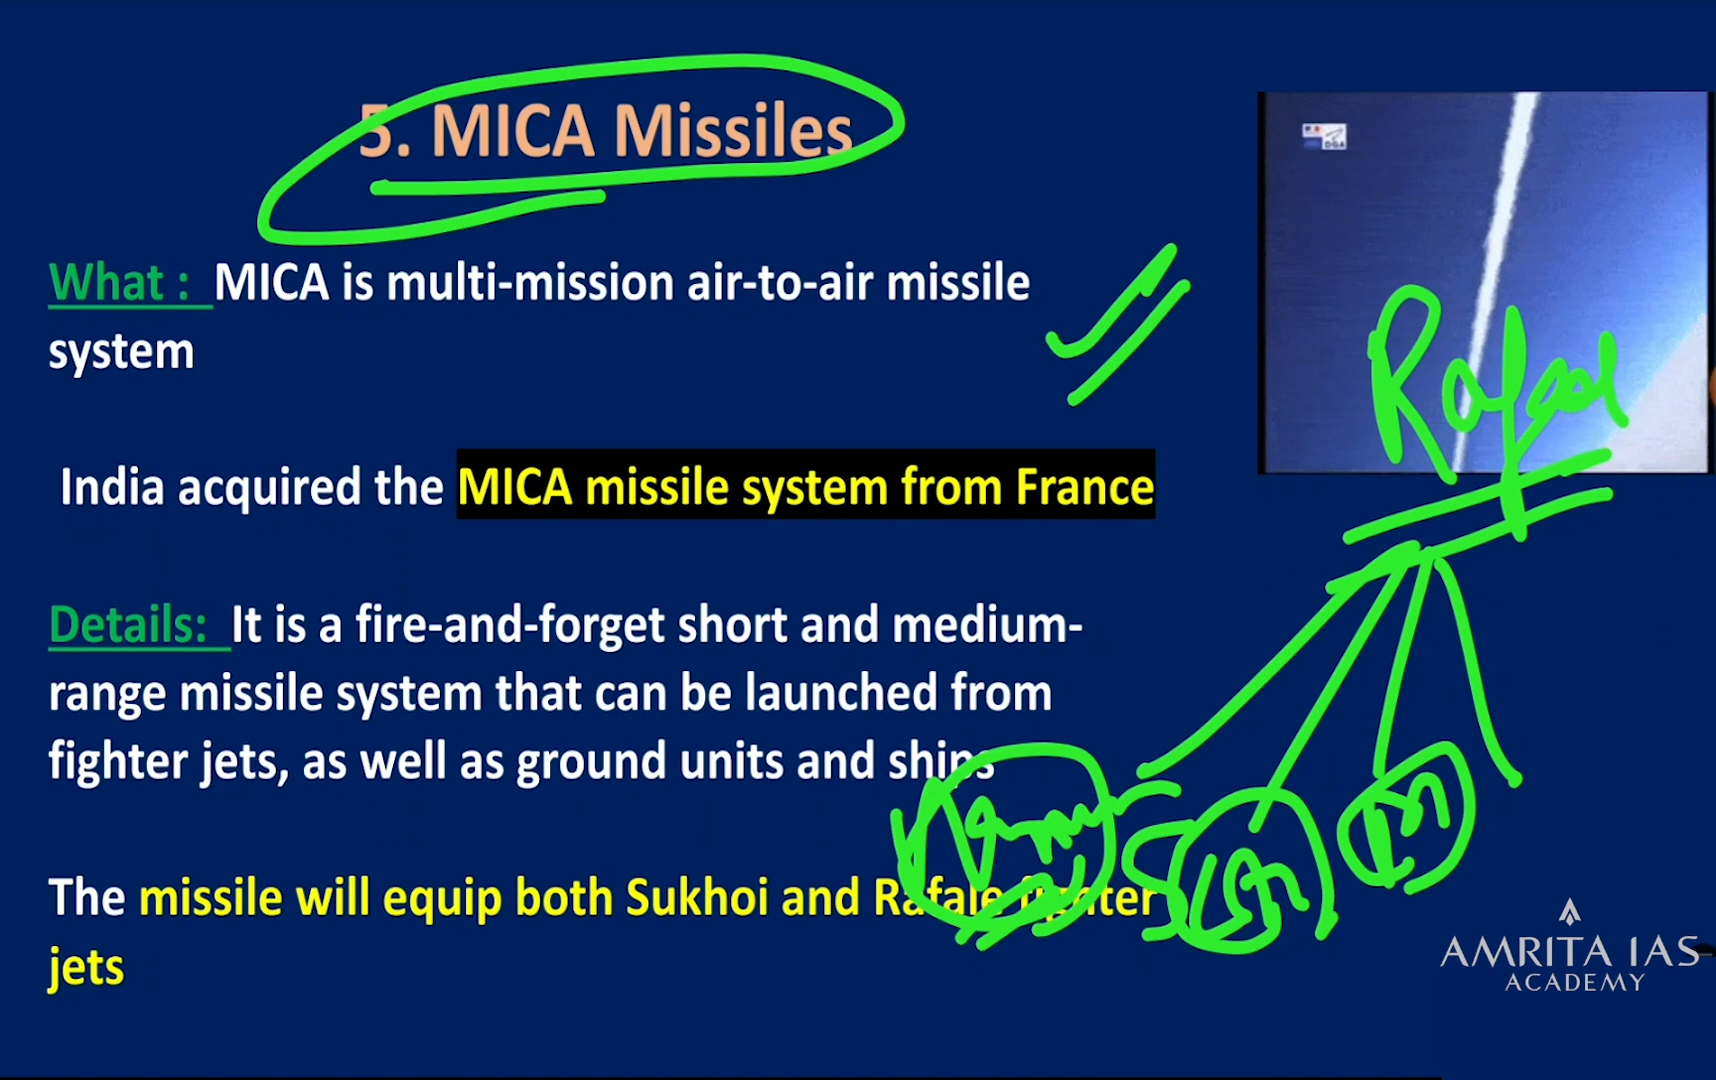 5. MICA Missiles
What : MICA is multi-mission air-to-air missile
system
India acquired the MICA missile system from France
Details: It is a fire-and-forget short and medium-
range missile system that can be launched from
fighter jets, as well as ground units and ships
The missile will equip both Sukhoi and Rafale fighter
jets
DGA
Rafael
AMRITA IAS
ACADEMY